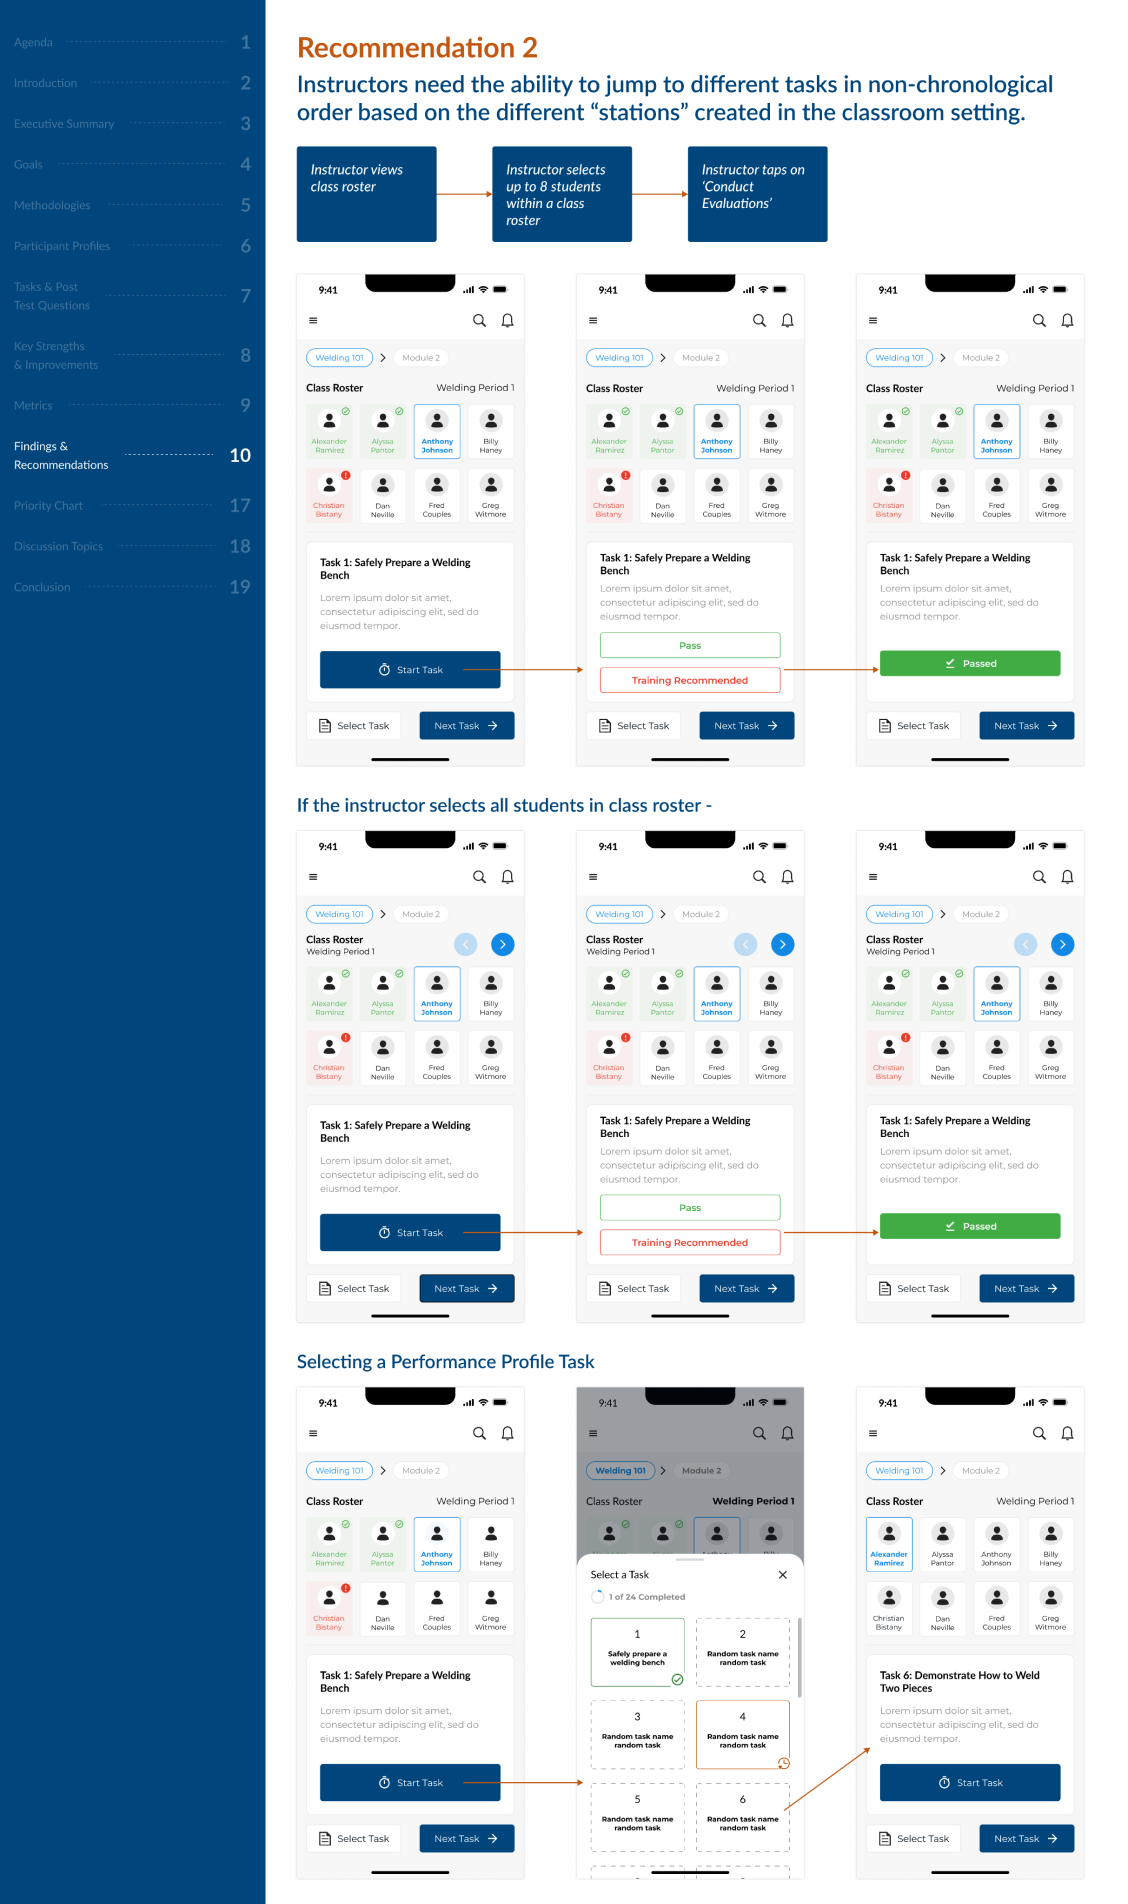 Agenda 1
Introduction 2
Executive Summary 3
Goals 4
Methodologies 5
Participant Profiles 6
Tasks & Post
Test Questions 7
Key Strengths
& Improvements 8
Metrics 9
Findings &
Recommendations 10
Priority Chart 17
Discussion Topics 18
Conclusion 19
Recommendation 2
Instructors need the ability to jump to different tasks in non-chronological
order based on the different “stations” created in the classroom setting.
Instructor views
class roster
Instructor selects
up to 8 students
within a class
roster
Instructor taps on
‘Conduct
Evaluations’
9:41
Welding 101 > Module 2
Class Roster Welding Period 1
Alexander
Ramirez
Alyssa
Pantor
Anthony
Johnson
Billy
Haney
Christian
Bistany
Dan
Neville
Fred
Couples
Greg
Witmore
Task 1: Safely Prepare a Welding
Bench
Lorem ipsum dolor sit amet,
consectetur adipiscing elit, sed do
eiusmod tempor.
Start Task
Select Task
Next Task
9:41
Welding 101 > Module 2
Class Roster Welding Period 1
Alexander
Ramirez
Alyssa
Pantor
Anthony
Johnson
Billy
Haney
Christian
Bistany
Dan
Neville
Fred
Couples
Greg
Witmore
Task 1: Safely Prepare a Welding
Bench
Lorem ipsum dolor sit amet,
consectetur adipiscing elit, sed do
eiusmod tempor.
Pass
Training Recommended
Select Task
Next Task
9:41
Welding 101 > Module 2
Class Roster Welding Period 1
Alexander
Ramirez
Alyssa
Pantor
Anthony
Johnson
Billy
Haney
Christian
Bistany
Dan
Neville
Fred
Couples
Greg
Witmore
Task 1: Safely Prepare a Welding
Bench
Lorem ipsum dolor sit amet,
consectetur adipiscing elit, sed do
eiusmod tempor.
Passed
Select Task
Next Task
If the instructor selects all students in class roster -
9:41
Welding 101 > Module 2
Class Roster
Welding Period 1
Alexander
Ramirez
Alyssa
Pantor
Anthony
Johnson
Billy
Haney
Christian
Bistany
Dan
Neville
Fred
Couples
Greg
Witmore
Task 1: Safely Prepare a Welding
Bench
Lorem ipsum dolor sit amet,
consectetur adipiscing elit, sed do
eiusmod tempor.
Start Task
Select Task
Next Task
9:41
Welding 101 > Module 2
Class Roster
Welding Period 1
Alexander
Ramirez
Alyssa
Pantor
Anthony
Johnson
Billy
Haney
Christian
Bistany
Dan
Neville
Fred
Couples
Greg
Witmore
Task 1: Safely Prepare a Welding
Bench
Lorem ipsum dolor sit amet,
consectetur adipiscing elit, sed do
eiusmod tempor.
Pass
Training Recommended
Select Task
Next Task
9:41
Welding 101 > Module 2
Class Roster
Welding Period 1
Alexander
Ramirez
Alyssa
Pantor
Anthony
Johnson
Billy
Haney
Christian
Bistany
Dan
Neville
Fred
Couples
Greg
Witmore
Task 1: Safely Prepare a Welding
Bench
Lorem ipsum dolor sit amet,
consectetur adipiscing elit, sed do
eiusmod tempor.
Passed
Select Task
Next Task
Selecting a Performance Profile Task
9:41
Welding 101 > Module 2
Class Roster Welding Period 1
Alexander
Ramirez
Alyssa
Pantor
Anthony
Johnson
Billy
Haney
Christian
Bistany
Dan
Neville
Fred
Couples
Greg
Witmore
Task 1: Safely Prepare a Welding
Bench
Lorem ipsum dolor sit amet,
consectetur adipiscing elit, sed do
eiusmod tempor.
Start Task
Select Task
Next Task
9:41
Welding 101 > Module 2
Class Roster Welding Period 1
Select a Task
1 of 24 Completed
1
Safely prepare a
welding bench
2
Random task name
random task
3
Random task name
random task
4
Random task name
random task
5
Random task name
random task
6
Random task name
random task
9:41
Welding 101 > Module 2
Class Roster Welding Period 1
Alexander
Ramirez
Alyssa
Pantor
Anthony
Johnson
Billy
Haney
Christian
Bistany
Dan
Neville
Fred
Couples
Greg
Witmore
Task 6: Demonstrate How to Weld
Two Pieces
Lorem ipsum dolor sit amet,
consectetur adipiscing elit, sed do
eiusmod tempor.
Start Task
Select Task
Next Task